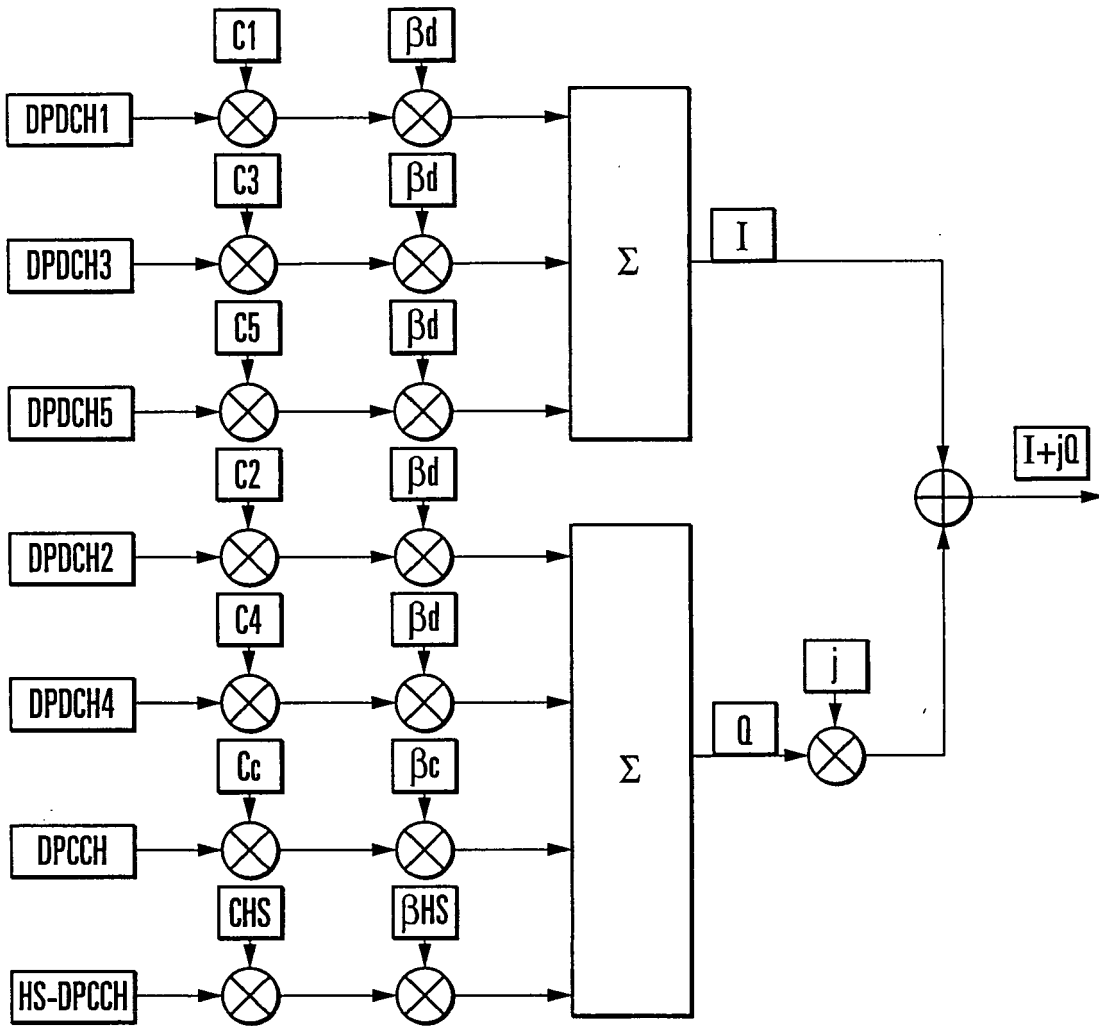 C1 βd
DPDCH1
C3 βd
DPDCH3
Σ
I
C5 βd
DPDCH5
C2 βd
I+jQ
DPDCH2
C4 βd
DPDCH4
j
Cc βc
Σ
Q
DPCCH
CHS βHS
HS-DPCCH